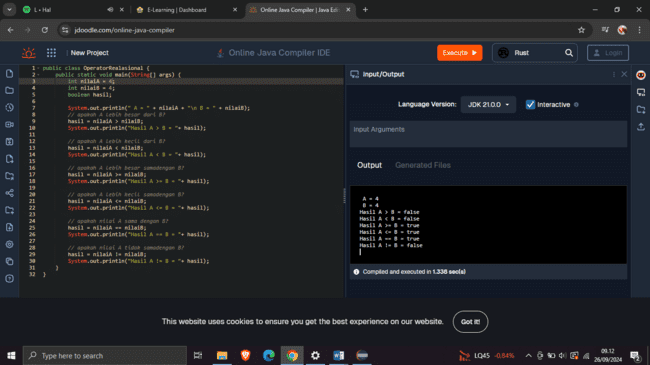 L • Hal
E-Learning | Dashboard
Online Java Compiler | Java Edi
jdoodle.com/online-java-compiler
New Project
Online Java Compiler IDE
Execute
Rust
Login
1 public class OperatorRealasional {
2 public static void main(String[] args) {
3 int nilaiA = 4;
4 int nilaiB = 4;
5 boolean hasil;
6
7 System.out.println(" A = " + nilaiA + "\n B = " + nilaiB);
8 // apakah A lebih besar dari B?
9 hasil = nilaiA > nilaiB;
10 System.out.println("Hasil A > B = "+ hasil);
11
12 // apakah A lebih kecil dari B?
13 hasil = nilaiA < nilaiB;
14 System.out.println("Hasil A < B = "+ hasil);
15
16 // apakah A lebih besar samadengan B?
17 hasil = nilaiA >= nilaiB;
18 System.out.println("Hasil A >= B = "+ hasil);
19
20 // apakah A lebih kecil samadengan B?
21 hasil = nilaiA <= nilaiB;
22 System.out.println("Hasil A <= B = "+ hasil);
23
24 // apakah nilai A sama dengan B?
25 hasil = nilaiA == nilaiB;
26 System.out.println("Hasil A == B = "+ hasil);
27
28 // apakah nilai A tidak samadengan B?
29 hasil = nilaiA != nilaiB;
30 System.out.println("Hasil A != B = "+ hasil);
31 }
32 }
Input/Output
Language Version: JDK 21.0.0 Interactive
Input Arguments
Output Generated Files
A = 4
B = 4
Hasil A > B = false
Hasil A < B = false
Hasil A >= B = true
Hasil A <= B = true
Hasil A == B = true
Hasil A != B = false
Compiled and executed in 1.338 sec(s)
This website uses cookies to ensure you get the best experience on our website. Got it!
Type here to search
LQ45 -0.84%
09.12
26/09/2024
2